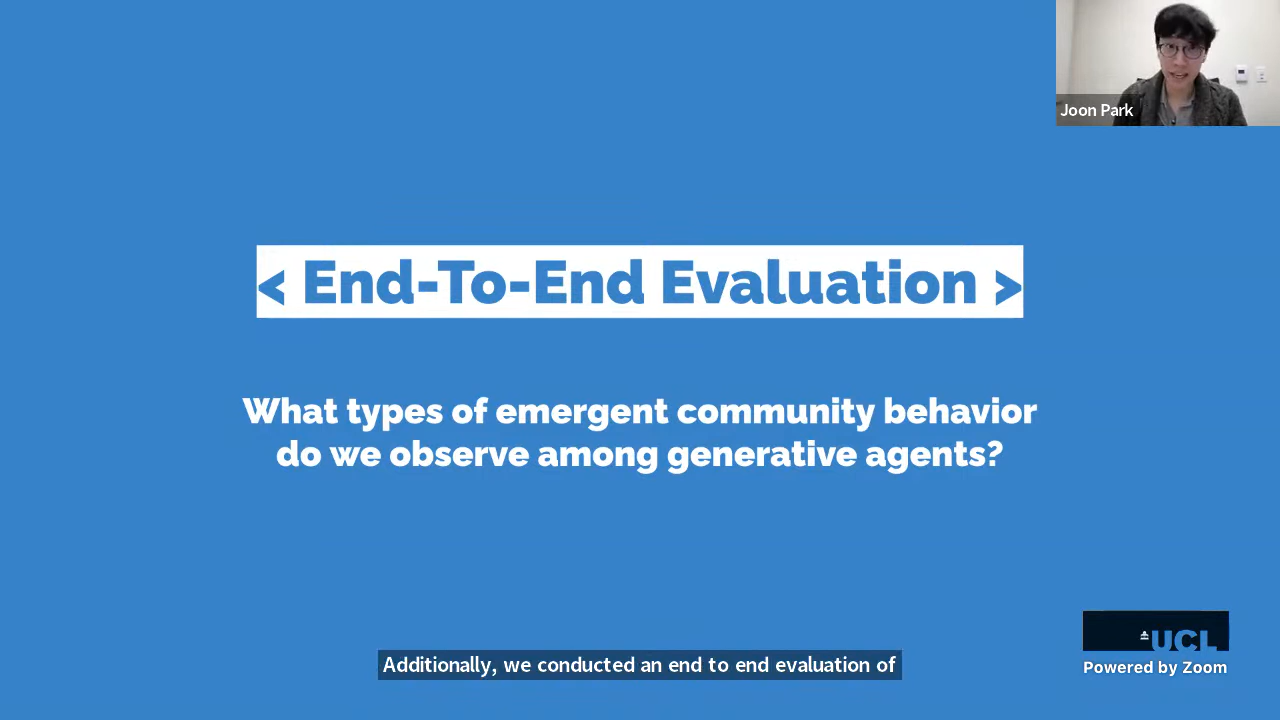 Joon Park
< End-To-End Evaluation >
What types of emergent community behavior
do we observe among generative agents?
Additionally, we conducted an end to end evaluation of
UCL
Powered by Zoom